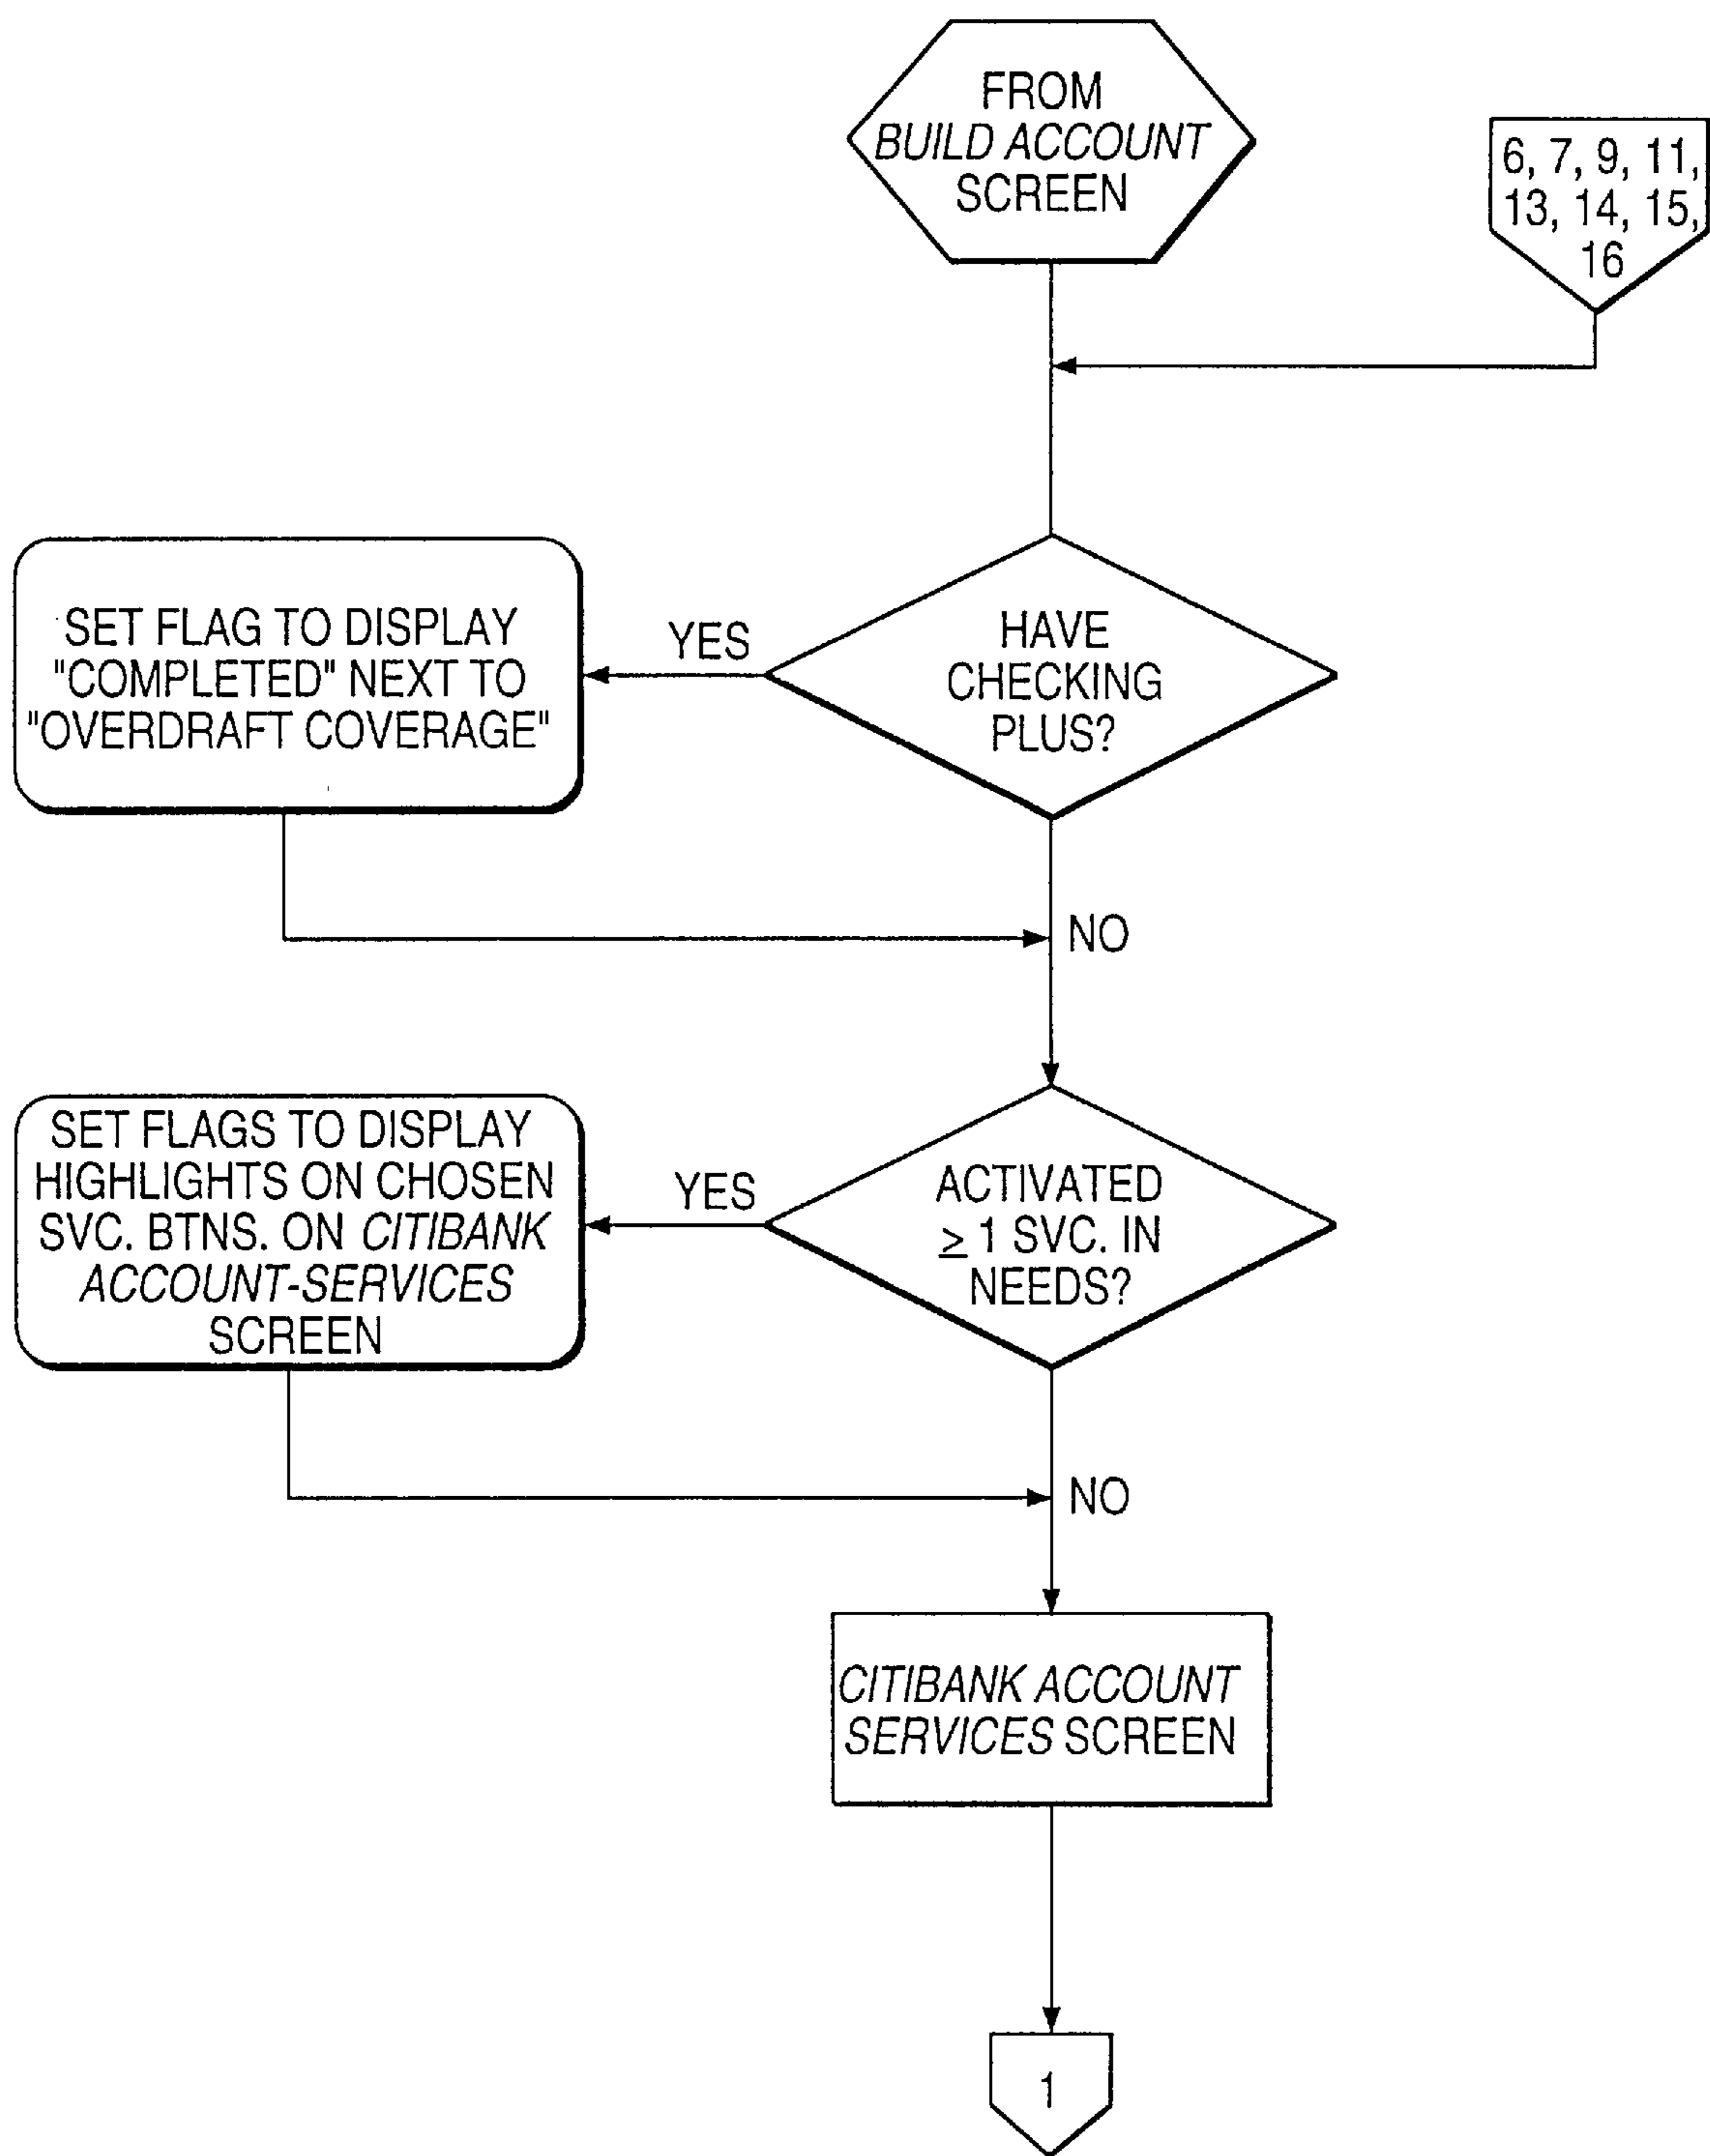 FROM
BUILD ACCOUNT
SCREEN
6, 7, 9, 11,
13, 14, 15,
16
HAVE
CHECKING
PLUS?
YES
SET FLAG TO DISPLAY
"COMPLETED" NEXT TO
"OVERDRAFT COVERAGE"
NO
ACTIVATED
≥ 1 SVC. IN
NEEDS?
YES
SET FLAGS TO DISPLAY
HIGHLIGHTS ON CHOSEN
SVC. BTNS. ON CITIBANK
ACCOUNT-SERVICES
SCREEN
NO
CITIBANK ACCOUNT
SERVICES SCREEN
1